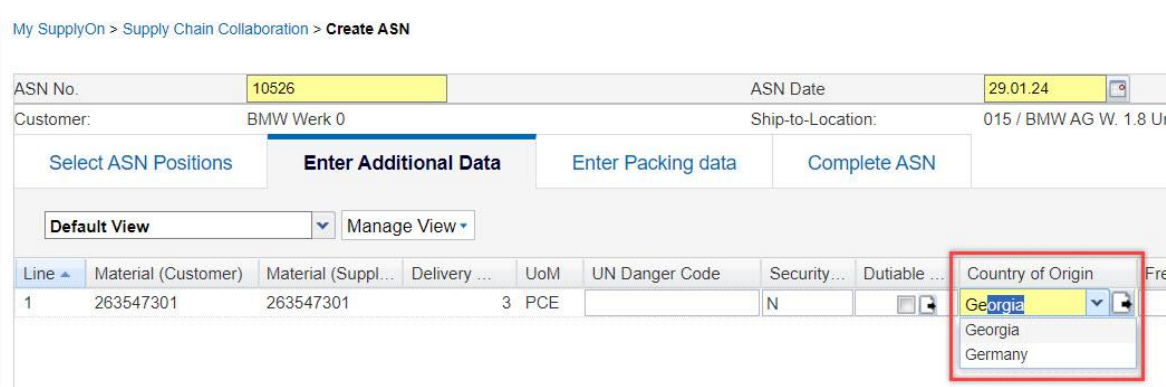 My SupplyOn > Supply Chain Collaboration > Create ASN
ASN No. 10526 ASN Date 29.01.24
Customer: BMW Werk 0 Ship-to-Location: 015 / BMW AG W. 1.8 Un
Select ASN Positions Enter Additional Data Enter Packing data Complete ASN
Default View Manage View
Line Material (Customer) Material (Suppl... Delivery ... UoM UN Danger Code Security... Dutiable ... Country of Origin Fre
1 263547301 263547301 3 PCE N Georgia
Georgia
Germany